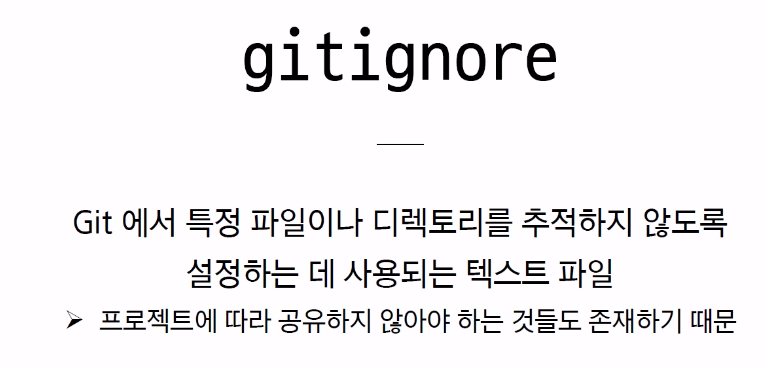 gitignore
Git 에서 특정 파일이나 디렉토리를 추적하지 않도록
설정하는 데 사용되는 텍스트 파일
➢ 프로젝트에 따라 공유하지 않아야 하는 것들도 존재하기 때문